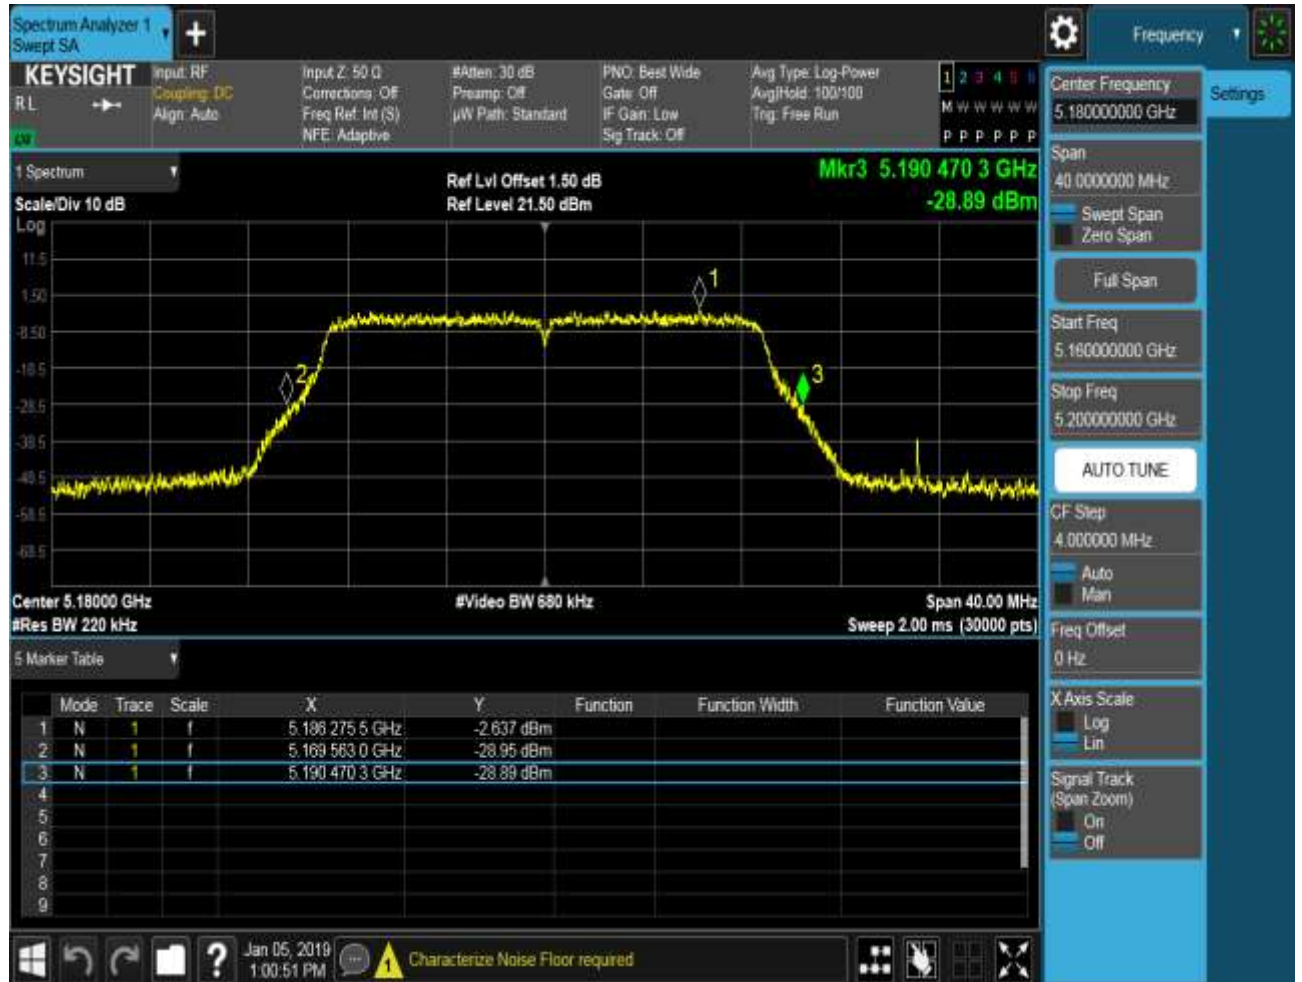 Spectrum Analyzer 1
Swept SA
+
Frequency
KEYSIGHT
RL
Input: RF
Coupling: DC
Align: Auto
Input Z: 50 Ω
Corrections: Off
Freq Ref: Int (S)
NFE: Adaptive
#Atten: 30 dB
Preamp: Off
µW Path: Standard
PNO: Best Wide
Gate: Off
IF Gain: Low
Sig Track: Off
Avg Type: Log-Power
Avg|Hold: 100/100
Trig: Free Run
1 2 3 4 5 6
M W W W W W
P P P P P P
1 Spectrum
Scale/Div 10 dB
Ref Lvl Offset 1.50 dB
Ref Level 21.50 dBm
Mkr3 5.190 470 3 GHz
-28.89 dBm
Log
11.5
1.50
-8.50
-18.5
-28.5
-38.5
-48.5
-58.5
-68.5
1
2
3
Center 5.18000 GHz
#Video BW 680 kHz
Span 40.00 MHz
#Res BW 220 kHz
Sweep 2.00 ms (30000 pts)
5 Marker Table
Mode Trace Scale X Y Function Function Width Function Value
1 N 1 f 5.186 275 5 GHz -2.637 dBm
2 N 1 f 5.169 563 0 GHz -28.95 dBm
3 N 1 f 5.190 470 3 GHz -28.89 dBm
4
5
6
7
8
9
Center Frequency
5.180000000 GHz
Settings
Span
40.0000000 MHz
Swept Span
Zero Span
Full Span
Start Freq
5.160000000 GHz
Stop Freq
5.200000000 GHz
AUTO TUNE
CF Step
4.000000 MHz
Auto
Man
Freq Offset
0 Hz
X Axis Scale
Log
Lin
Signal Track
(Span Zoom)
On
Off
?
Jan 05, 2019
1:00:51 PM
1
Characterize Noise Floor required